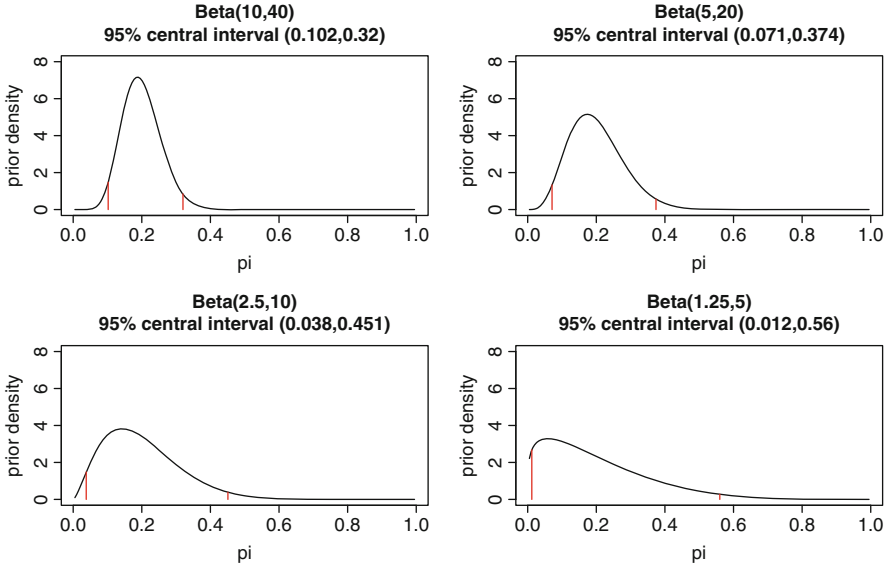 Beta(10,40)
95% central interval (0.102,0.32)
prior density
8
6
4
2
0
0.0 0.2 0.4 0.6 0.8 1.0
pi
Beta(5,20)
95% central interval (0.071,0.374)
prior density
8
6
4
2
0
0.0 0.2 0.4 0.6 0.8 1.0
pi
Beta(2.5,10)
95% central interval (0.038,0.451)
prior density
8
6
4
2
0
0.0 0.2 0.4 0.6 0.8 1.0
pi
Beta(1.25,5)
95% central interval (0.012,0.56)
prior density
8
6
4
2
0
0.0 0.2 0.4 0.6 0.8 1.0
pi